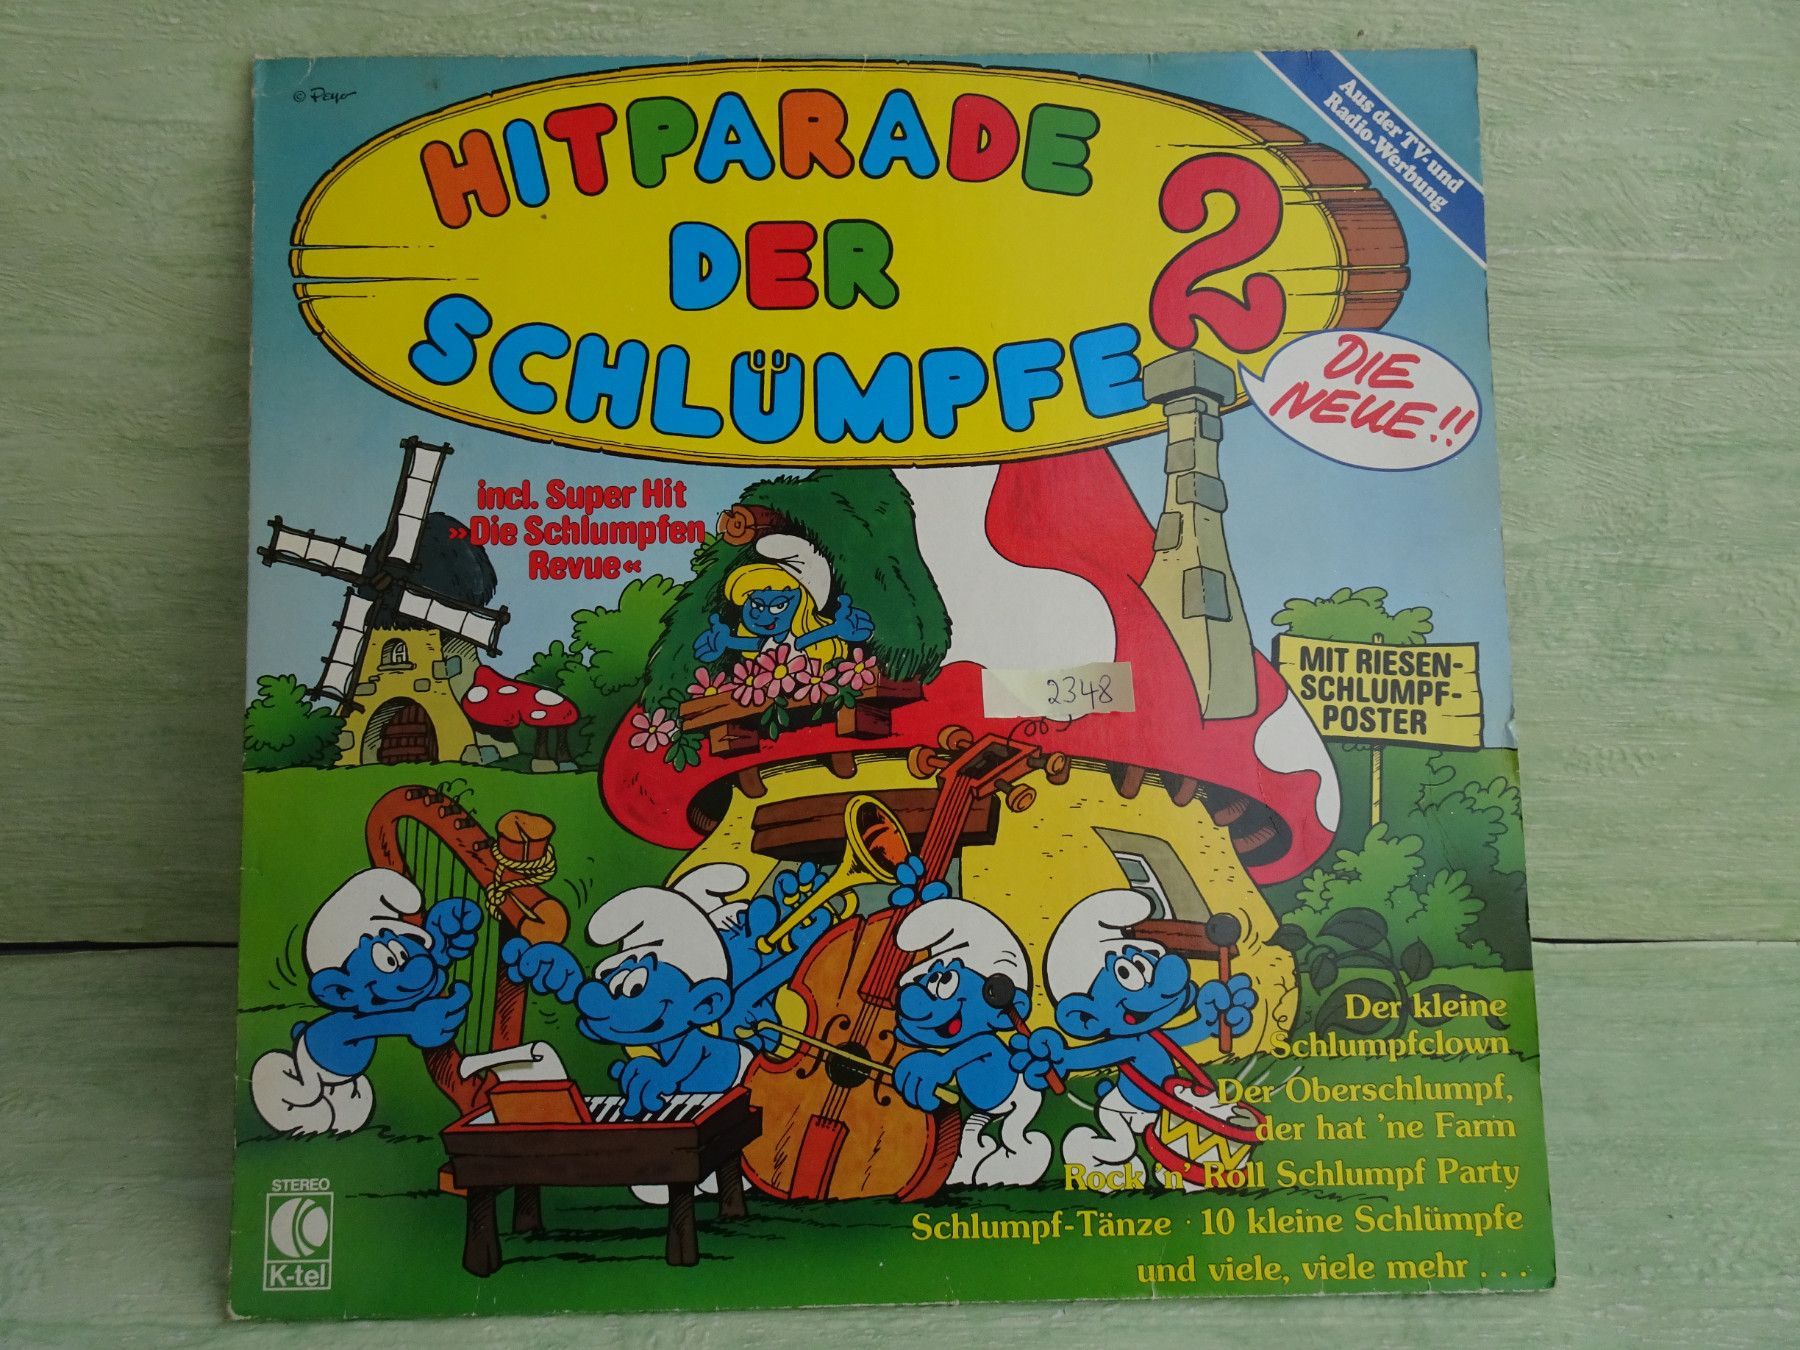 © Peyo
HITPARADE
DER
SCHLÜMPFE
2
Aus der TV- und
Radio-Werbung
DIE
NEUE!!
incl. Super Hit
»Die Schlumpfen
Revue«
2348
MIT RIESEN-
SCHLUMPF-
POSTER
Der kleine
Schlumpfclown
Der Oberschlumpf,
der hat 'ne Farm
Rock 'n' Roll Schlumpf Party
Schlumpf-Tänze · 10 kleine Schlümpfe
und viele, viele mehr . . .
STEREO
K-tel